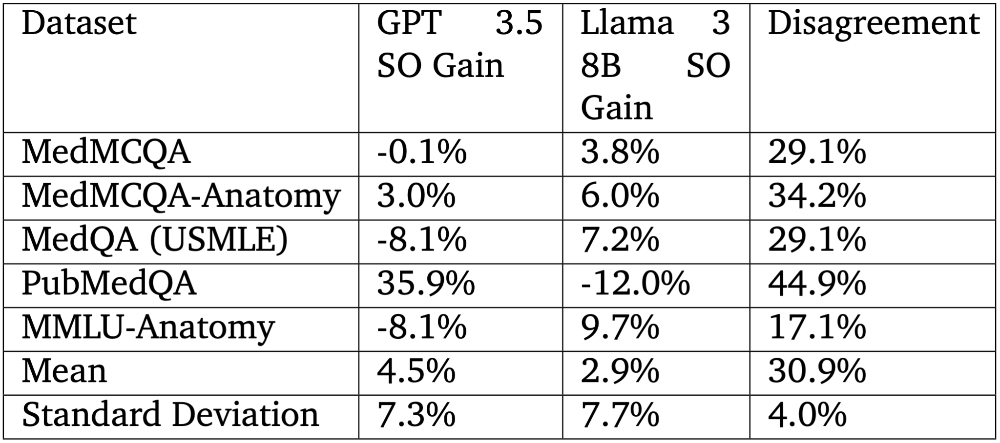 Dataset GPT 3.5 SO Gain Llama 3 8B SO Gain Disagreement
MedMCQA -0.1% 3.8% 29.1%
MedMCQA-Anatomy 3.0% 6.0% 34.2%
MedQA (USMLE) -8.1% 7.2% 29.1%
PubMedQA 35.9% -12.0% 44.9%
MMLU-Anatomy -8.1% 9.7% 17.1%
Mean 4.5% 2.9% 30.9%
Standard Deviation 7.3% 7.7% 4.0%